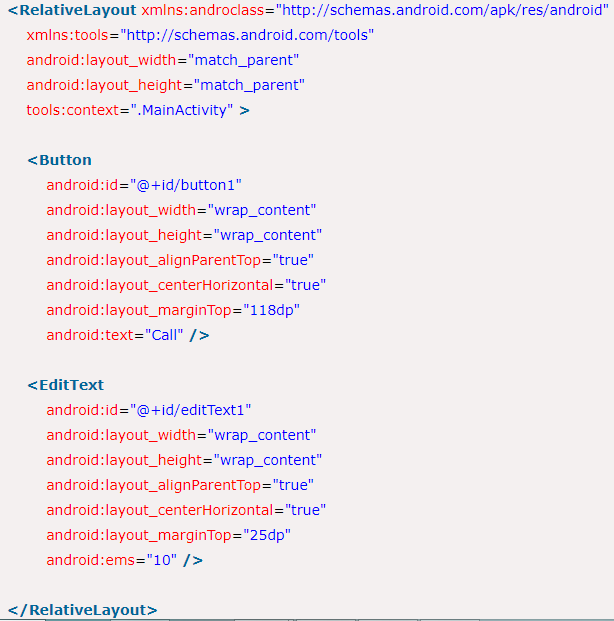 <RelativeLayout xmlns:androclass="http://schemas.android.com/apk/res/android"
xmlns:tools="http://schemas.android.com/tools"
android:layout_width="match_parent"
android:layout_height="match_parent"
tools:context=".MainActivity" >
<Button
android:id="@+id/button1"
android:layout_width="wrap_content"
android:layout_height="wrap_content"
android:layout_alignParentTop="true"
android:layout_centerHorizontal="true"
android:layout_marginTop="118dp"
android:text="Call" />
<EditText
android:id="@+id/editText1"
android:layout_width="wrap_content"
android:layout_height="wrap_content"
android:layout_alignParentTop="true"
android:layout_centerHorizontal="true"
android:layout_marginTop="25dp"
android:ems="10" />
</RelativeLayout>